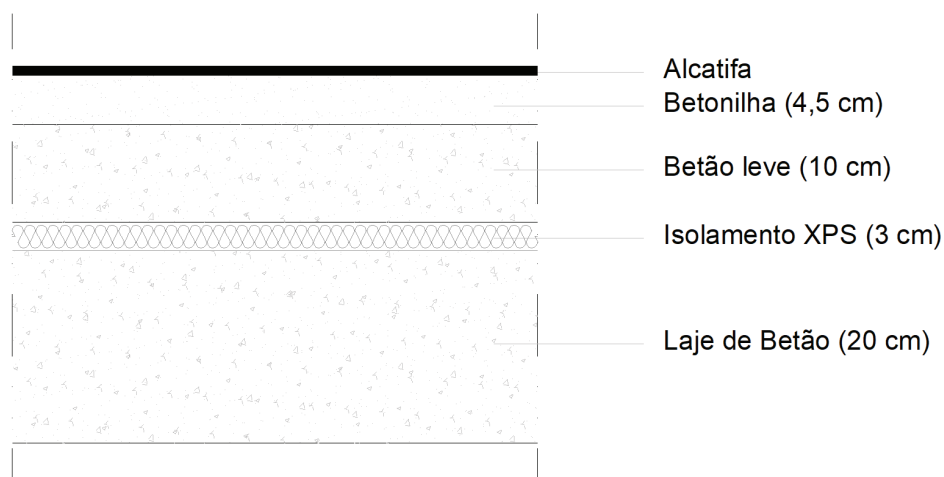 Alcatifa
Betonilha (4,5 cm)
Betão leve (10 cm)
Isolamento XPS (3 cm)
Laje de Betão (20 cm)